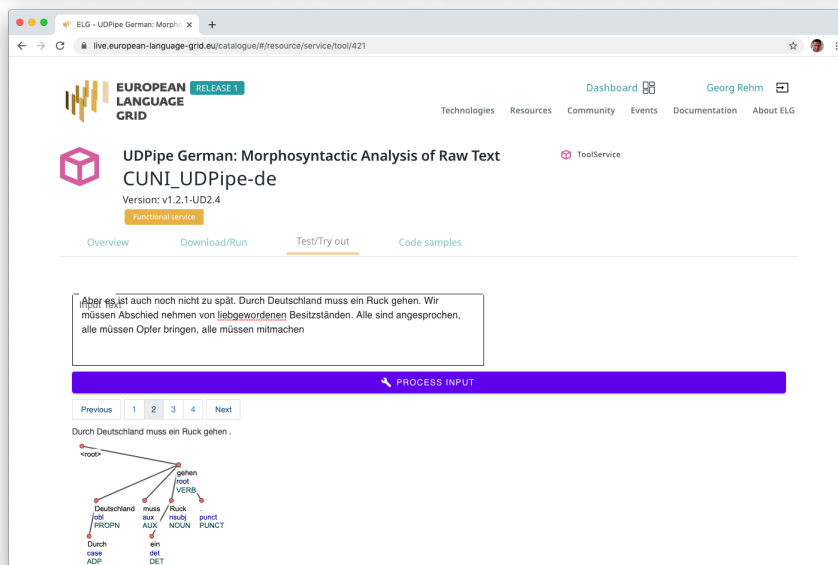 ELG - UDPipe German: Morpho
live.european-language-grid.eu/catalogue/#/resource/service/tool/421
EUROPEAN LANGUAGE GRID
RELEASE 1
Dashboard
Georg Rehm
Technologies Resources Community Events Documentation About ELG
UDPipe German: Morphosyntactic Analysis of Raw Text
ToolService
CUNI_UDPipe-de
Version: v1.2.1-UD2.4
Functional service
Overview Download/Run Test/Try out Code samples
Input Text
Aber es ist auch noch nicht zu spät. Durch Deutschland muss ein Ruck gehen. Wir
müssen Abschied nehmen von liebgewordenen Besitzständen. Alle sind angesprochen,
alle müssen Opfer bringen, alle müssen mitmachen
PROCESS INPUT
Previous 1 2 3 4 Next
Durch Deutschland muss ein Ruck gehen .
<root>
gehen
root
VERB
Deutschland muss Ruck .
obl aux nsubj punct
PROPN AUX NOUN PUNCT
Durch ein
case det
ADP DET